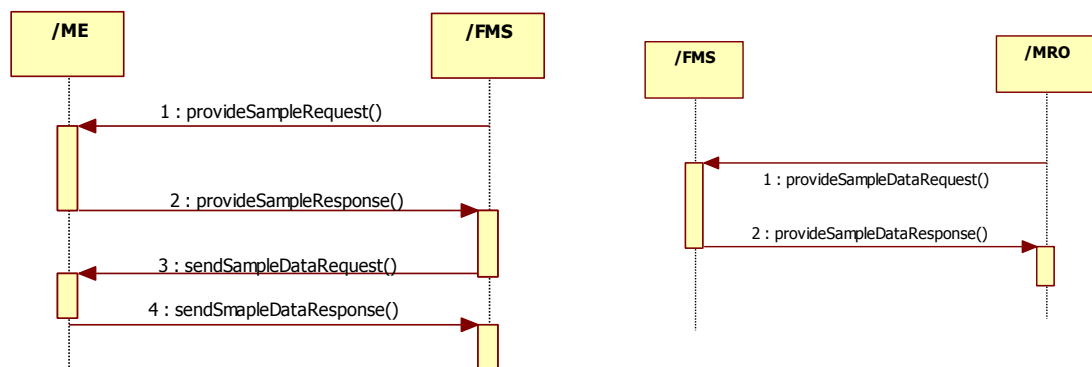 /ME
/FMS
1 : provideSampleRequest()
2 : provideSampleResponse()
3 : sendSampleDataRequest()
4 : sendSmapleDataResponse()
/FMS
/MRO
1 : provideSampleDataRequest()
2 : provideSampleDataResponse()